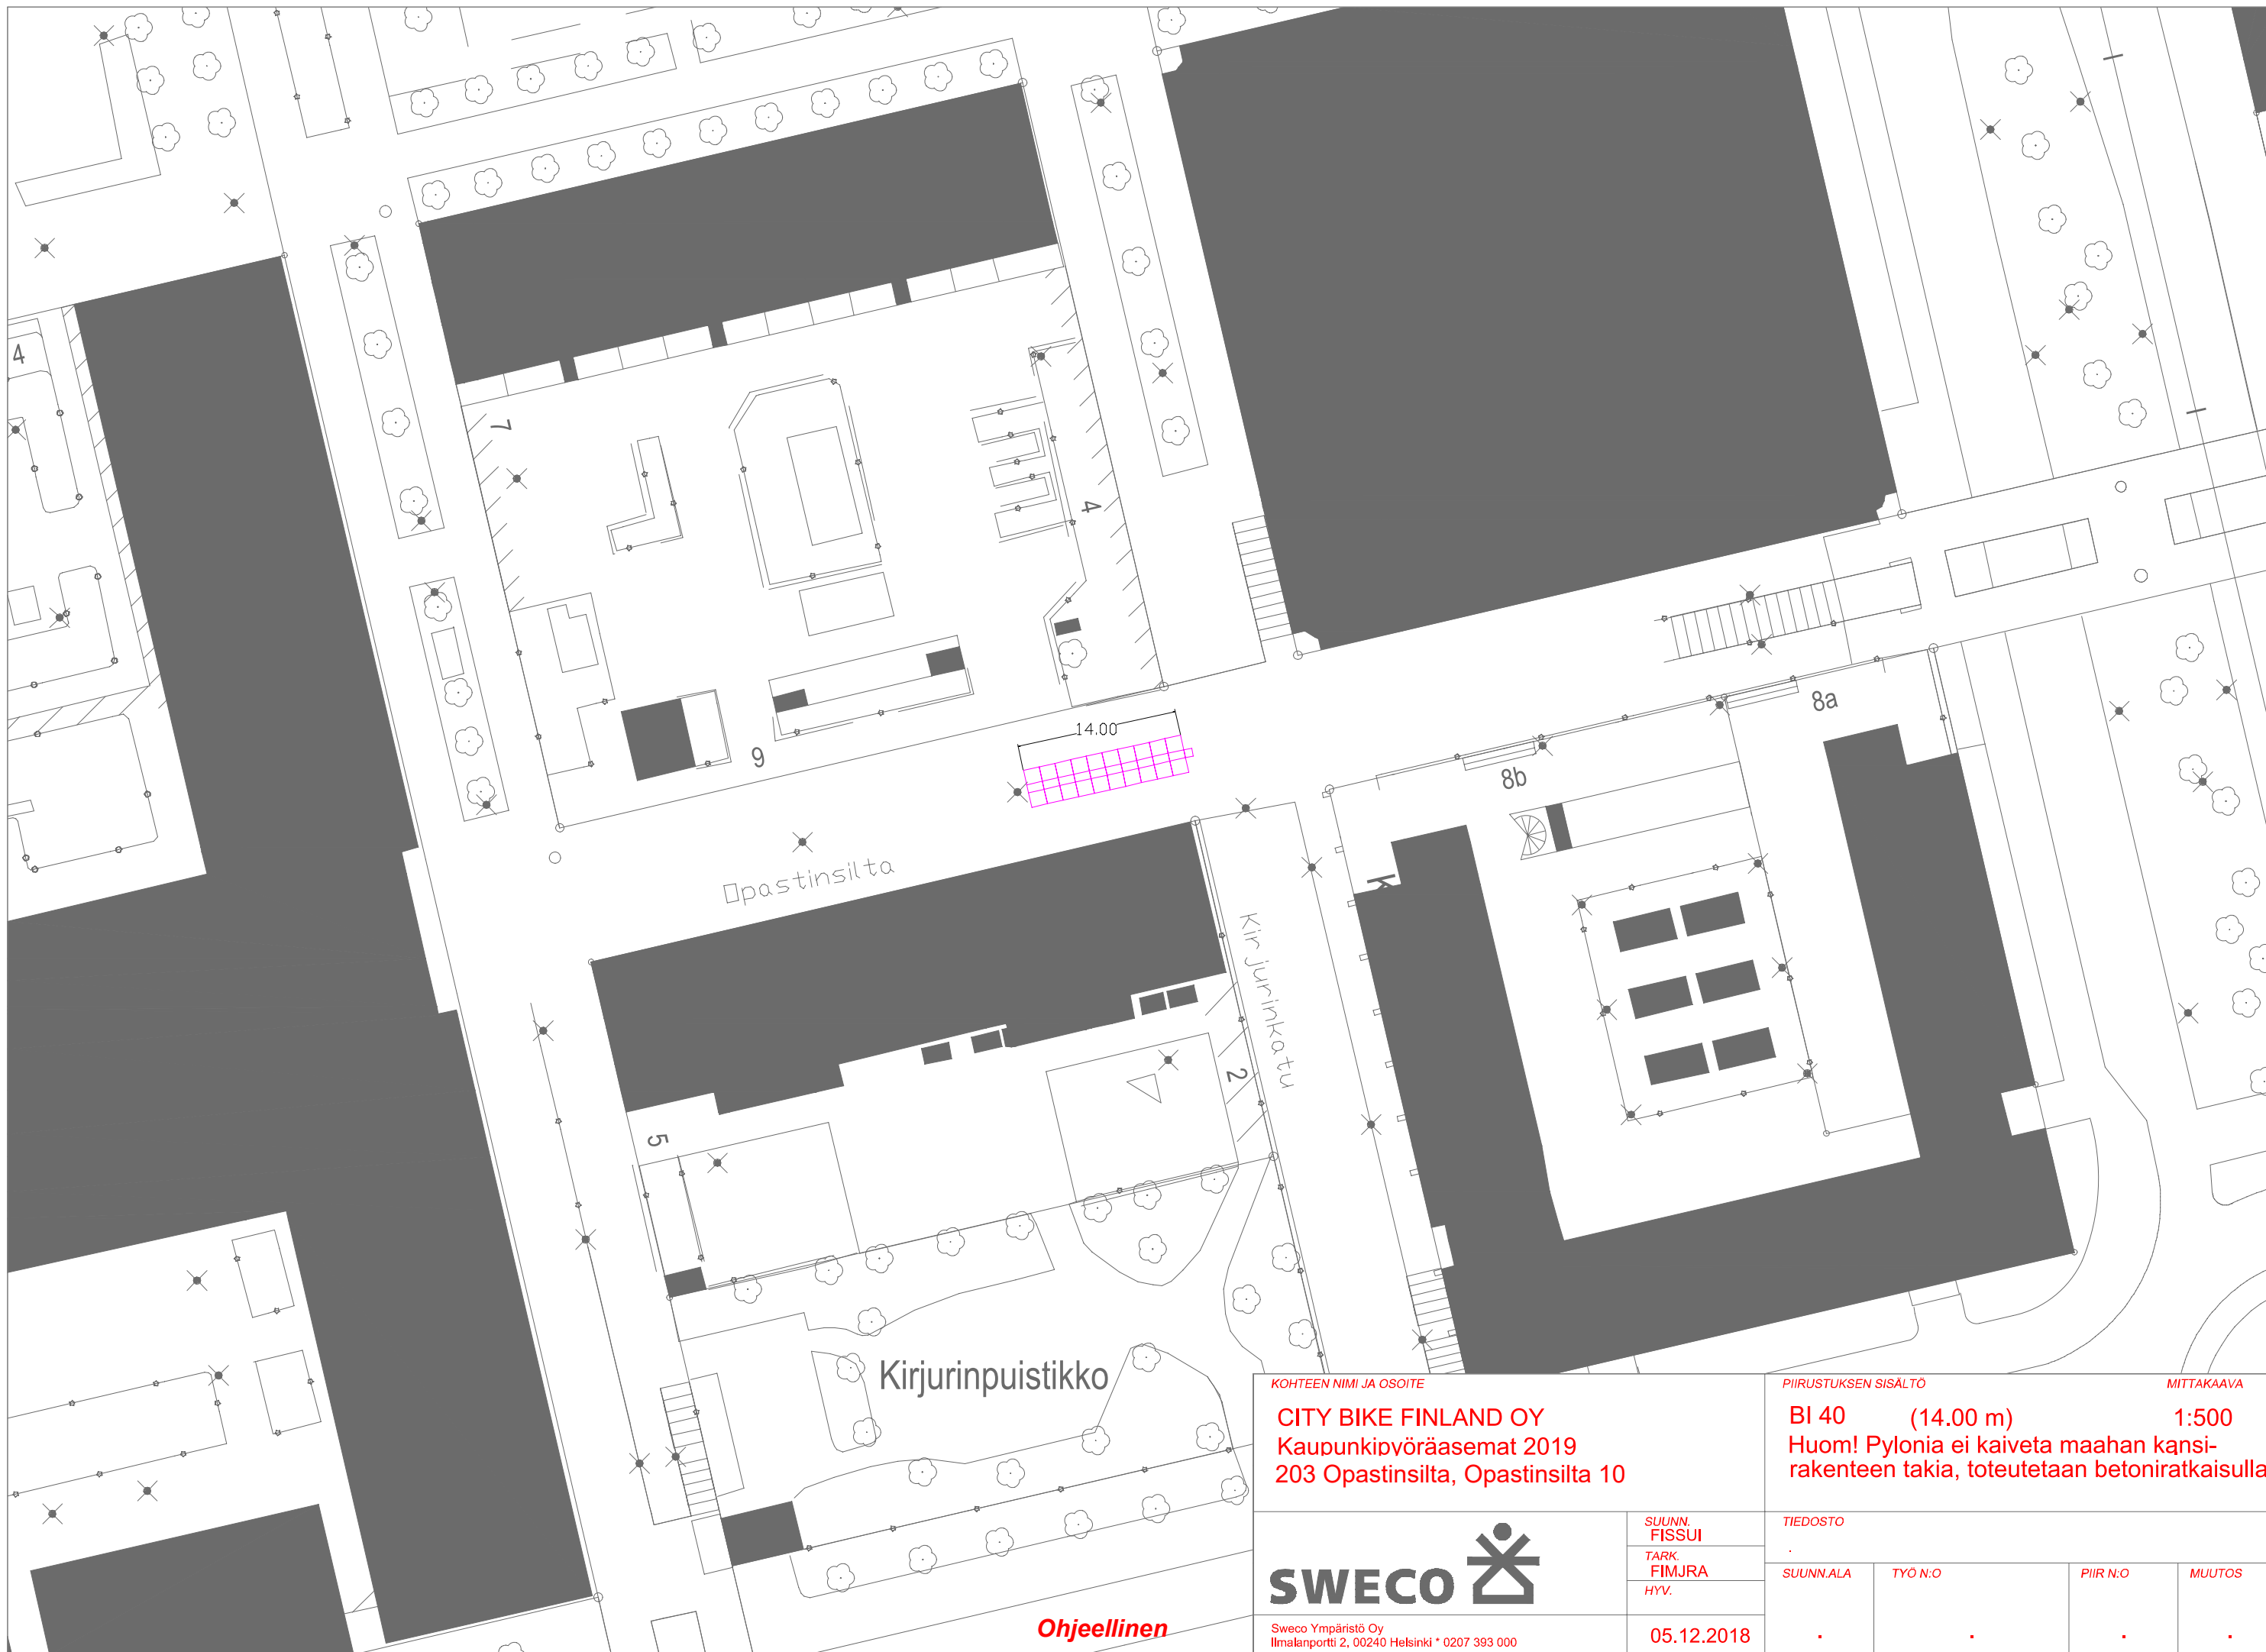 4
7
4
14.00
9
8a
8b
Opastinsilta
Kirjurinkatu
K
2
5
Kirjurinpuistikko
Ohjeellinen
KOHTEEN NIMI JA OSOITE
CITY BIKE FINLAND OY
Kaupunkipyöräasemat 2019
203 Opastinsilta, Opastinsilta 10
PIIRUSTUKSEN SISÄLTÖ MITTAKAAVA
BI 40 (14.00 m) 1:500
Huom! Pylonia ei kaiveta maahan kansi-
rakenteen takia, toteutetaan betoniratkaisulla
SWECO
Sweco Ympäristö Oy
Ilmalanportti 2, 00240 Helsinki * 0207 393 000
SUUNN.
FISSUI
TARK.
FIMJRA
HYV.
05.12.2018
TIEDOSTO
.
SUUNN.ALA TYÖ N:O PIIR N:O MUUTOS
. . . .